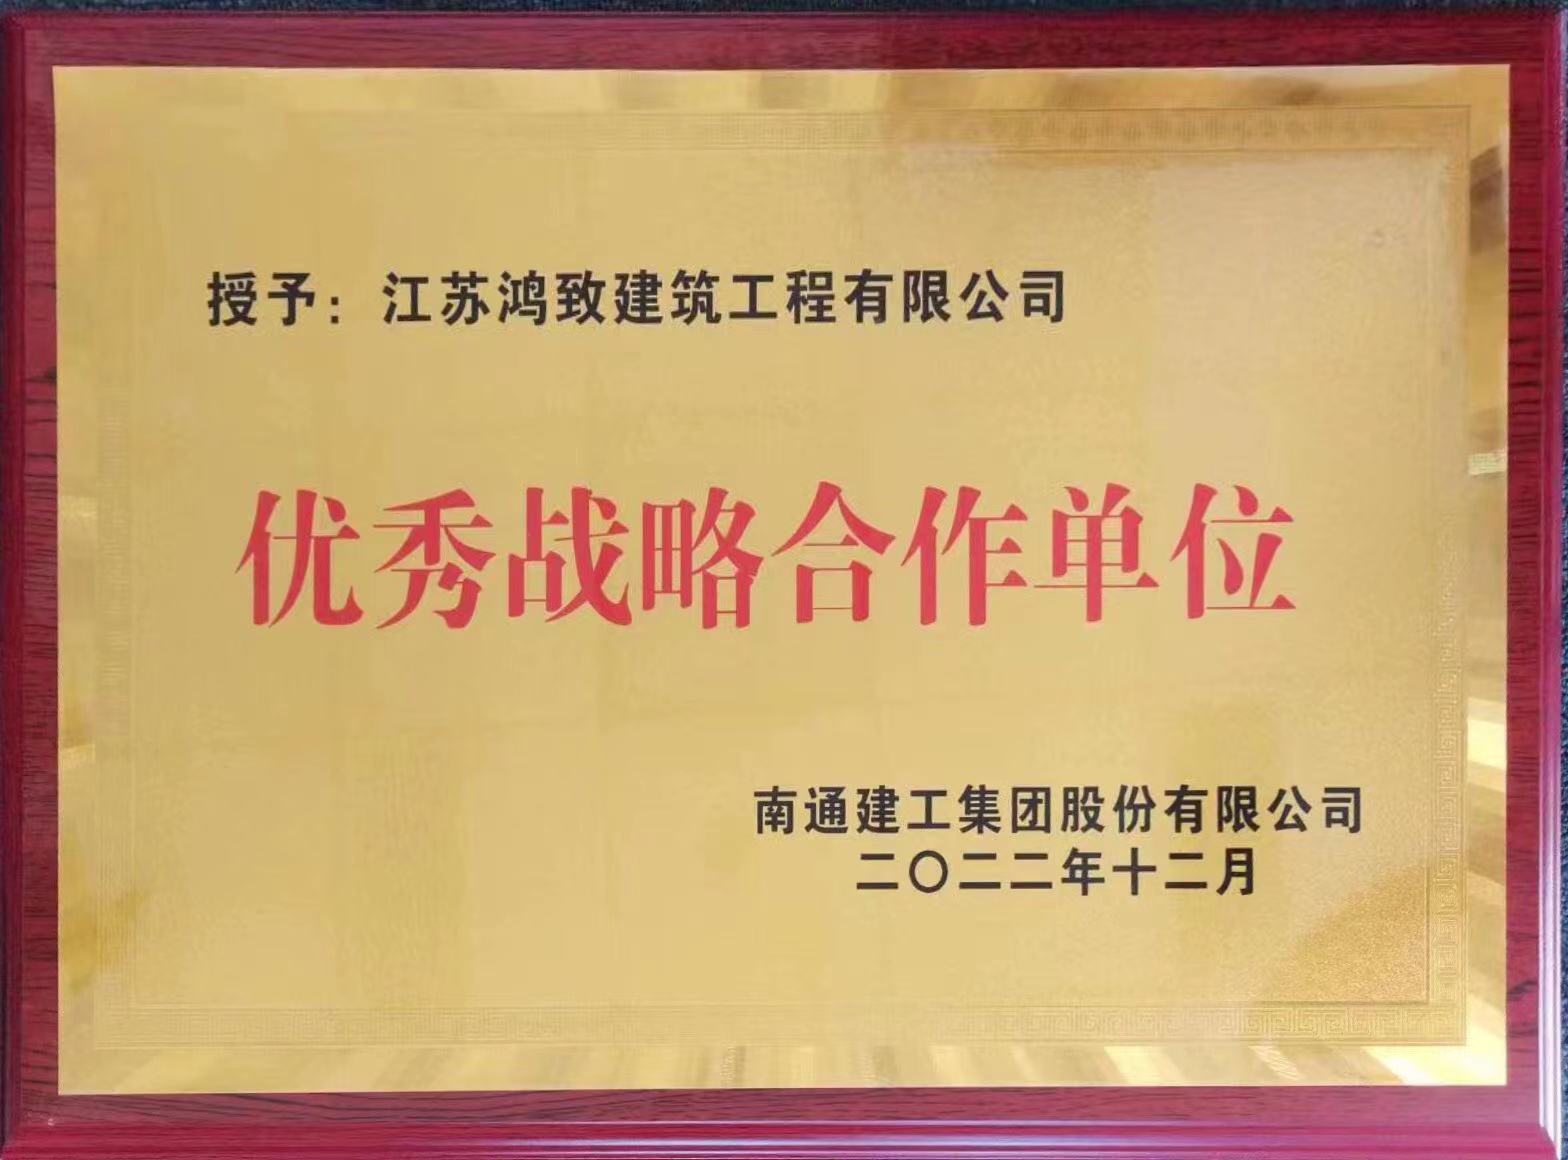 授予：江苏鸿致建筑工程有限公司
优秀战略合作单位
南通建工集团股份有限公司
二〇二二年十二月